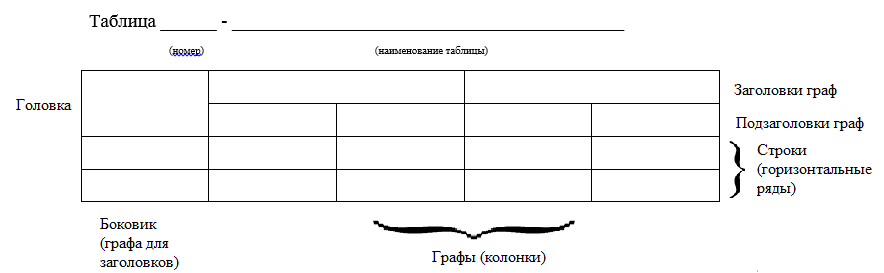 Таблица ______ - ____________________________________________
(номер) (наименование таблицы)
Головка
Заголовки граф
Подзаголовки граф
Строки
(горизонтальные
ряды)
Боковик
(графа для
заголовков)
Графы (колонки)